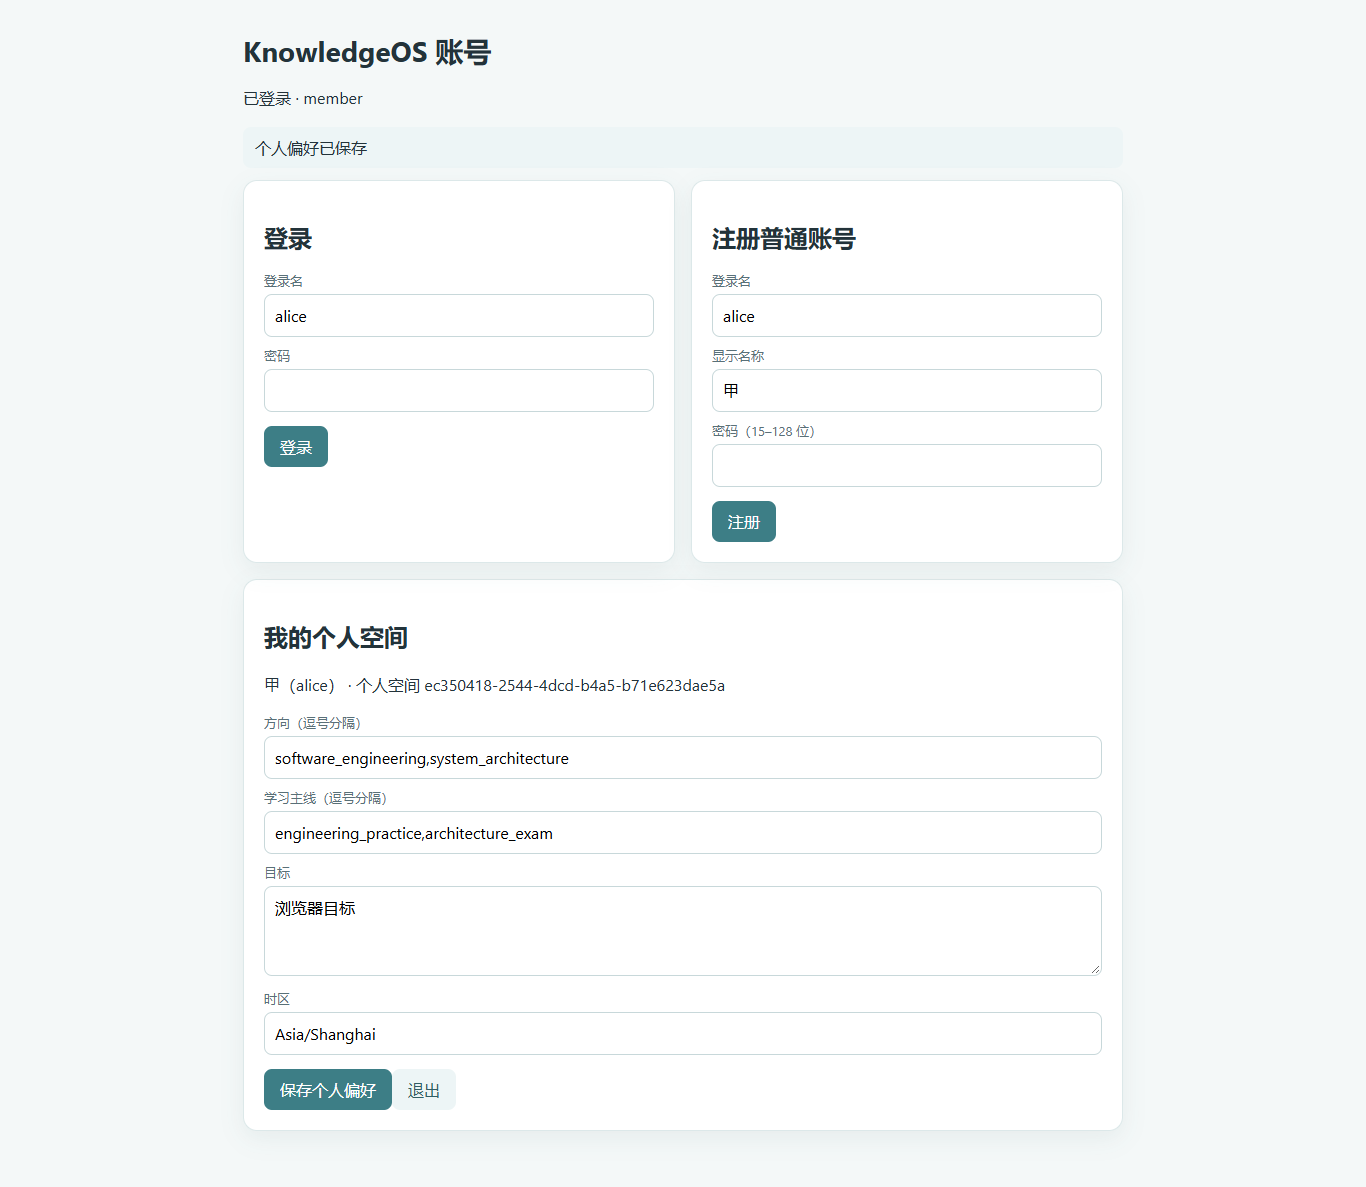 KnowledgeOS 账号
已登录 · member
个人偏好已保存
登录
登录名
alice
密码
登录
注册普通账号
登录名
alice
显示名称
甲
密码（15–128 位）
注册
我的个人空间
甲（alice） · 个人空间 ec350418-2544-4dcd-b4a5-b71e623dae5a
方向（逗号分隔）
software_engineering,system_architecture
学习主线（逗号分隔）
engineering_practice,architecture_exam
目标
浏览器目标
时区
Asia/Shanghai
保存个人偏好
退出